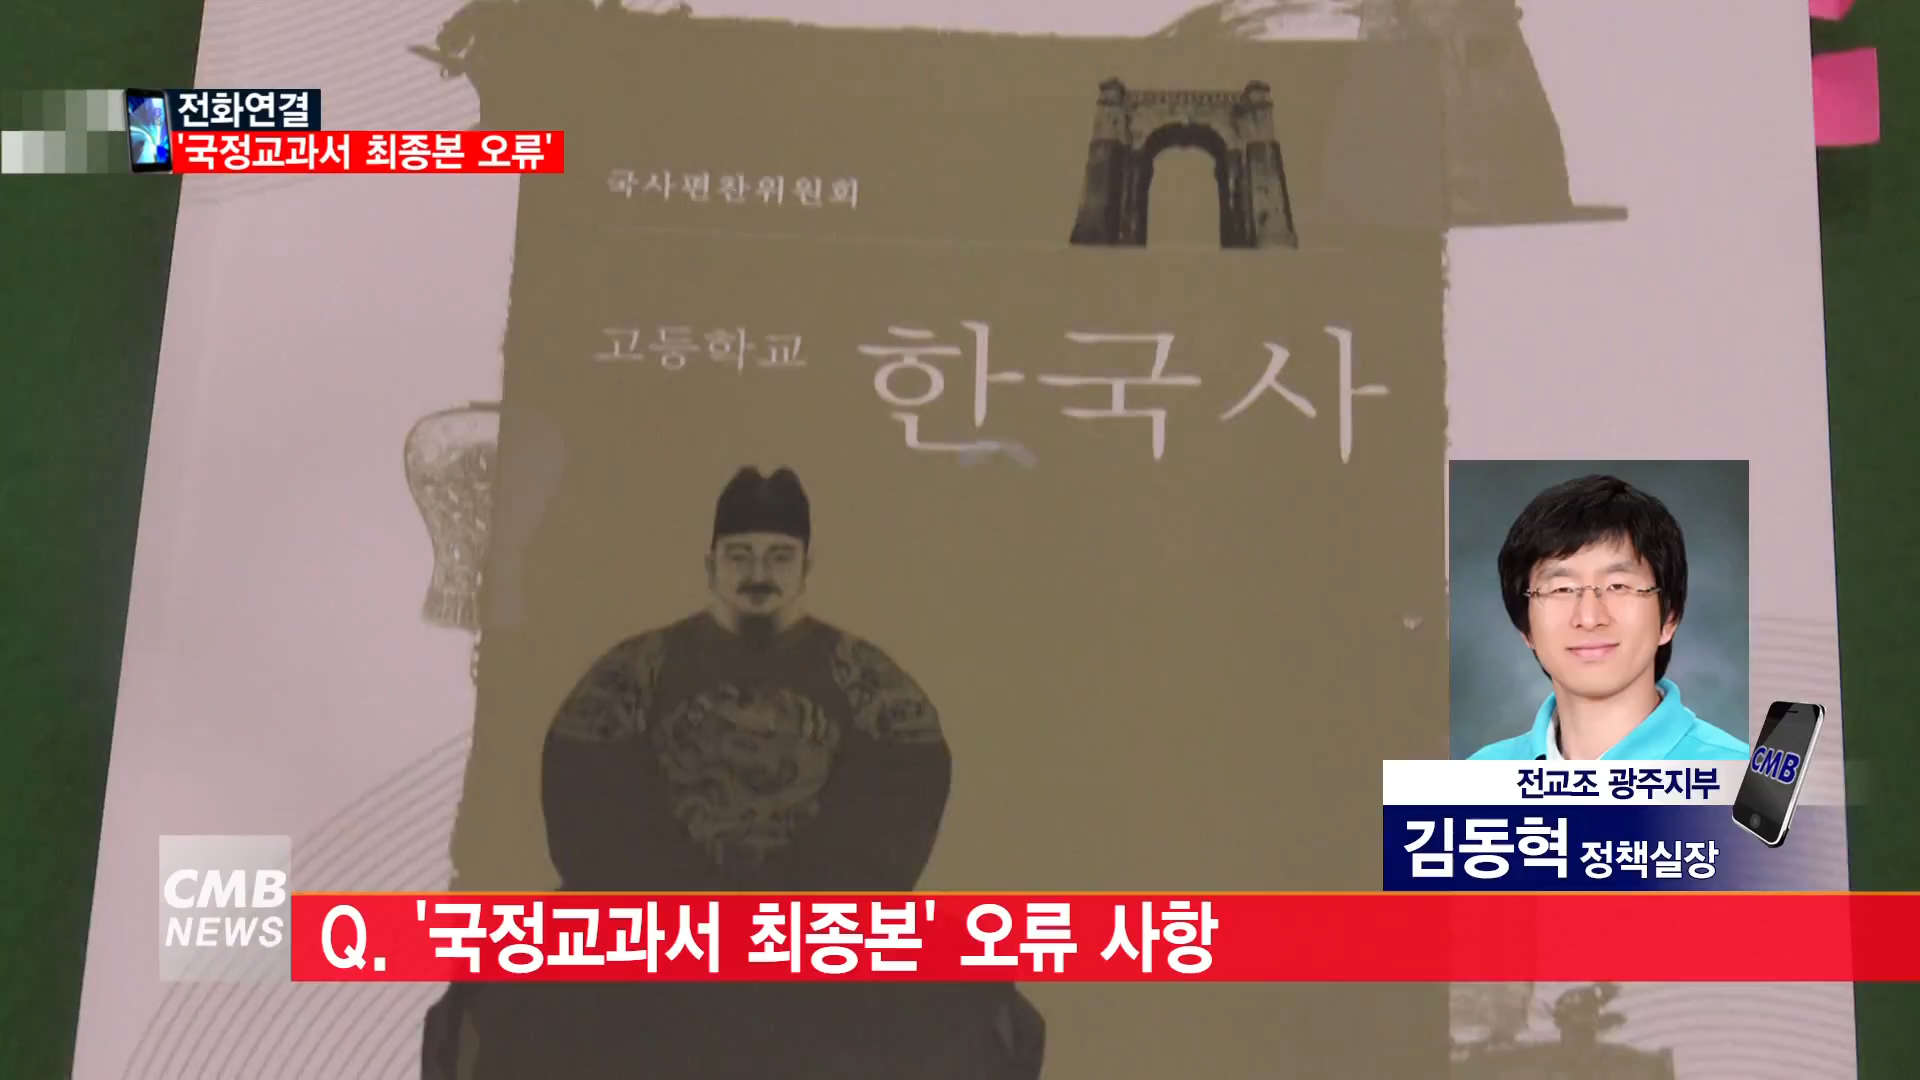 전화연결
'국정교과서 최종본 오류'
국사편찬위원회
고등학교 한국사
CMB
전교조 광주지부
김동혁 정책실장
CMB
NEWS
Q. '국정교과서 최종본' 오류 사항